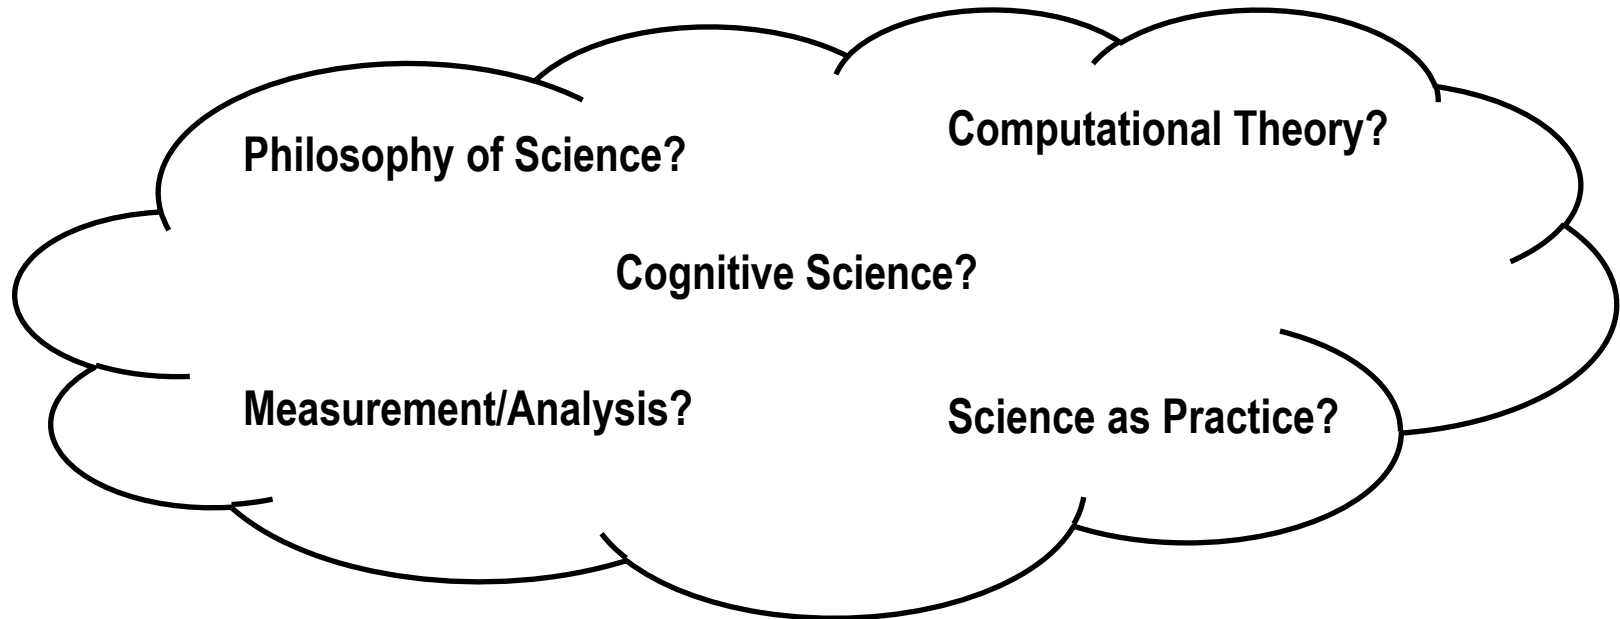 Philosophy of Science?
Computational Theory?
Cognitive Science?
Measurement/Analysis?
Science as Practice?